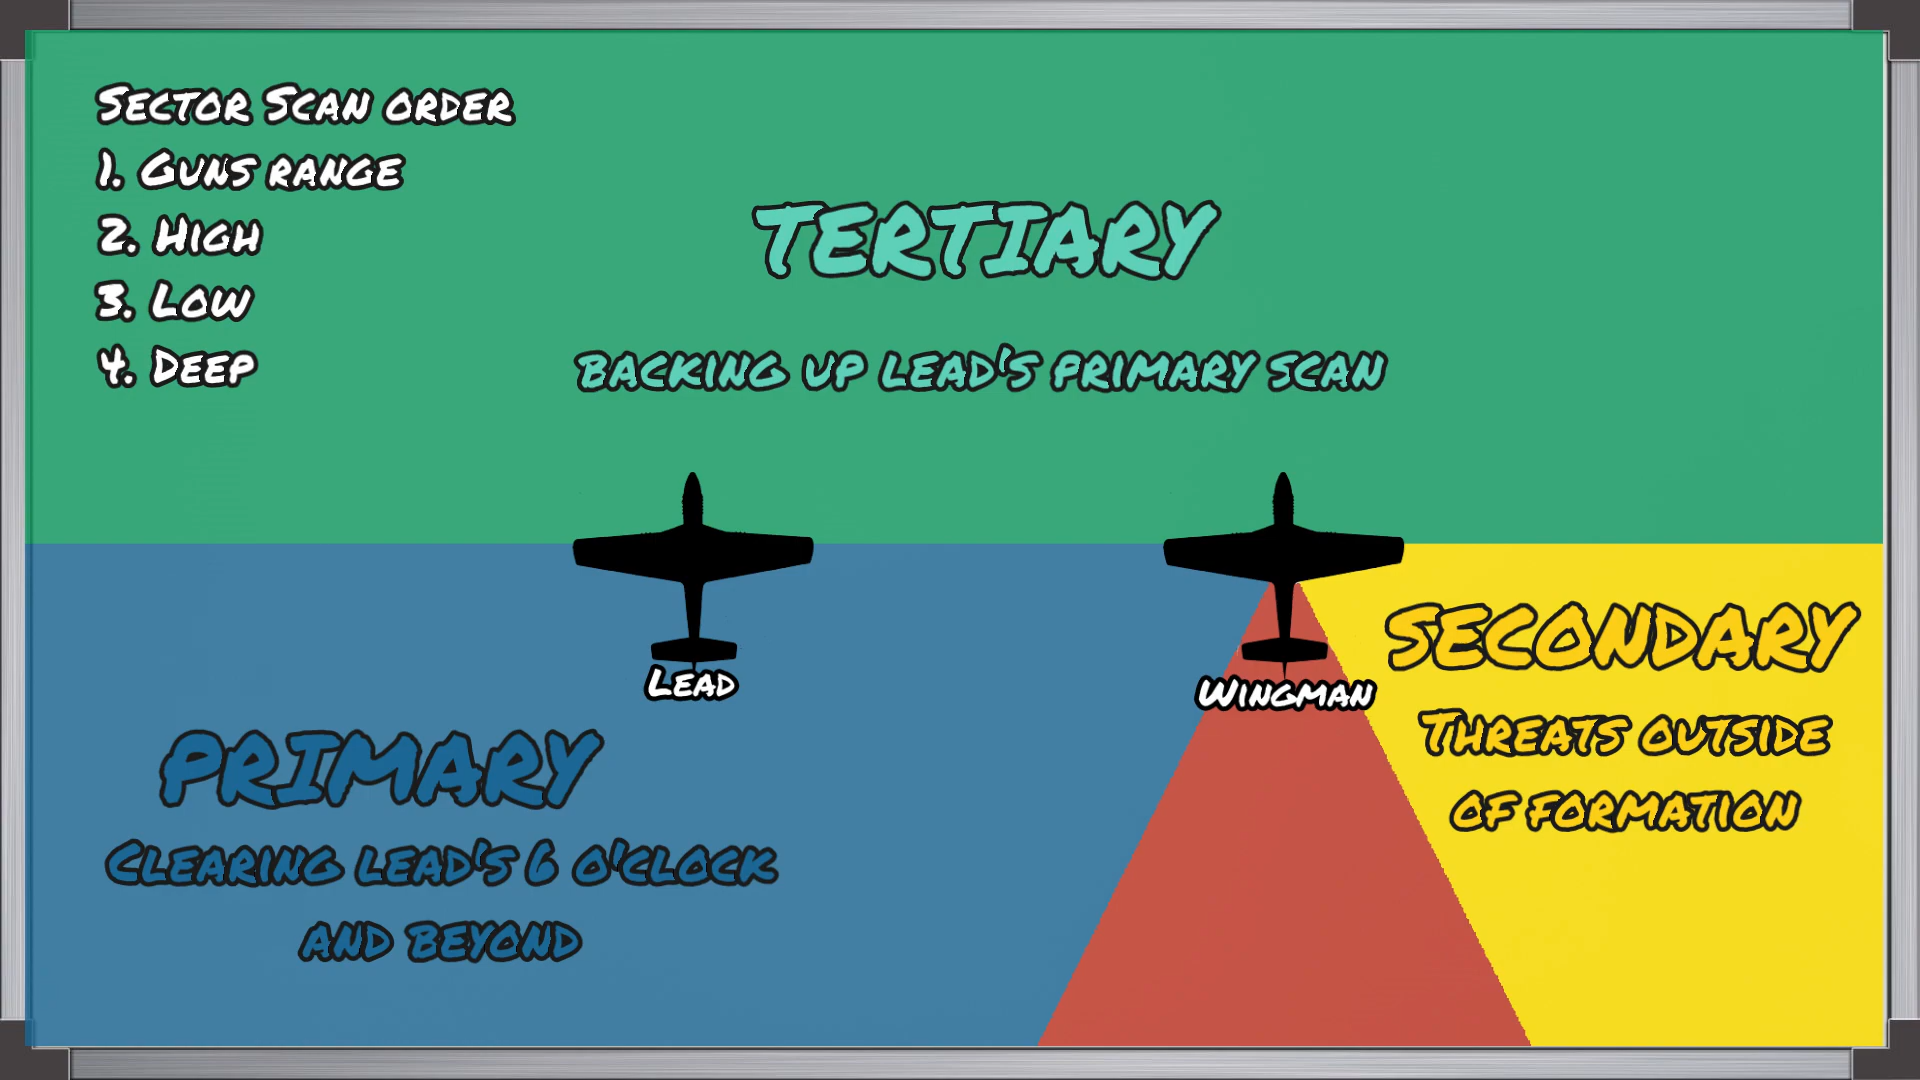 Sector Scan order
1. Guns range
2. High
3. Low
4. Deep
TERTIARY
backing up lead's primary scan
Lead
Wingman
PRIMARY
Clearing lead's 6 o'clock
and beyond
SECONDARY
Threats outside
of formation